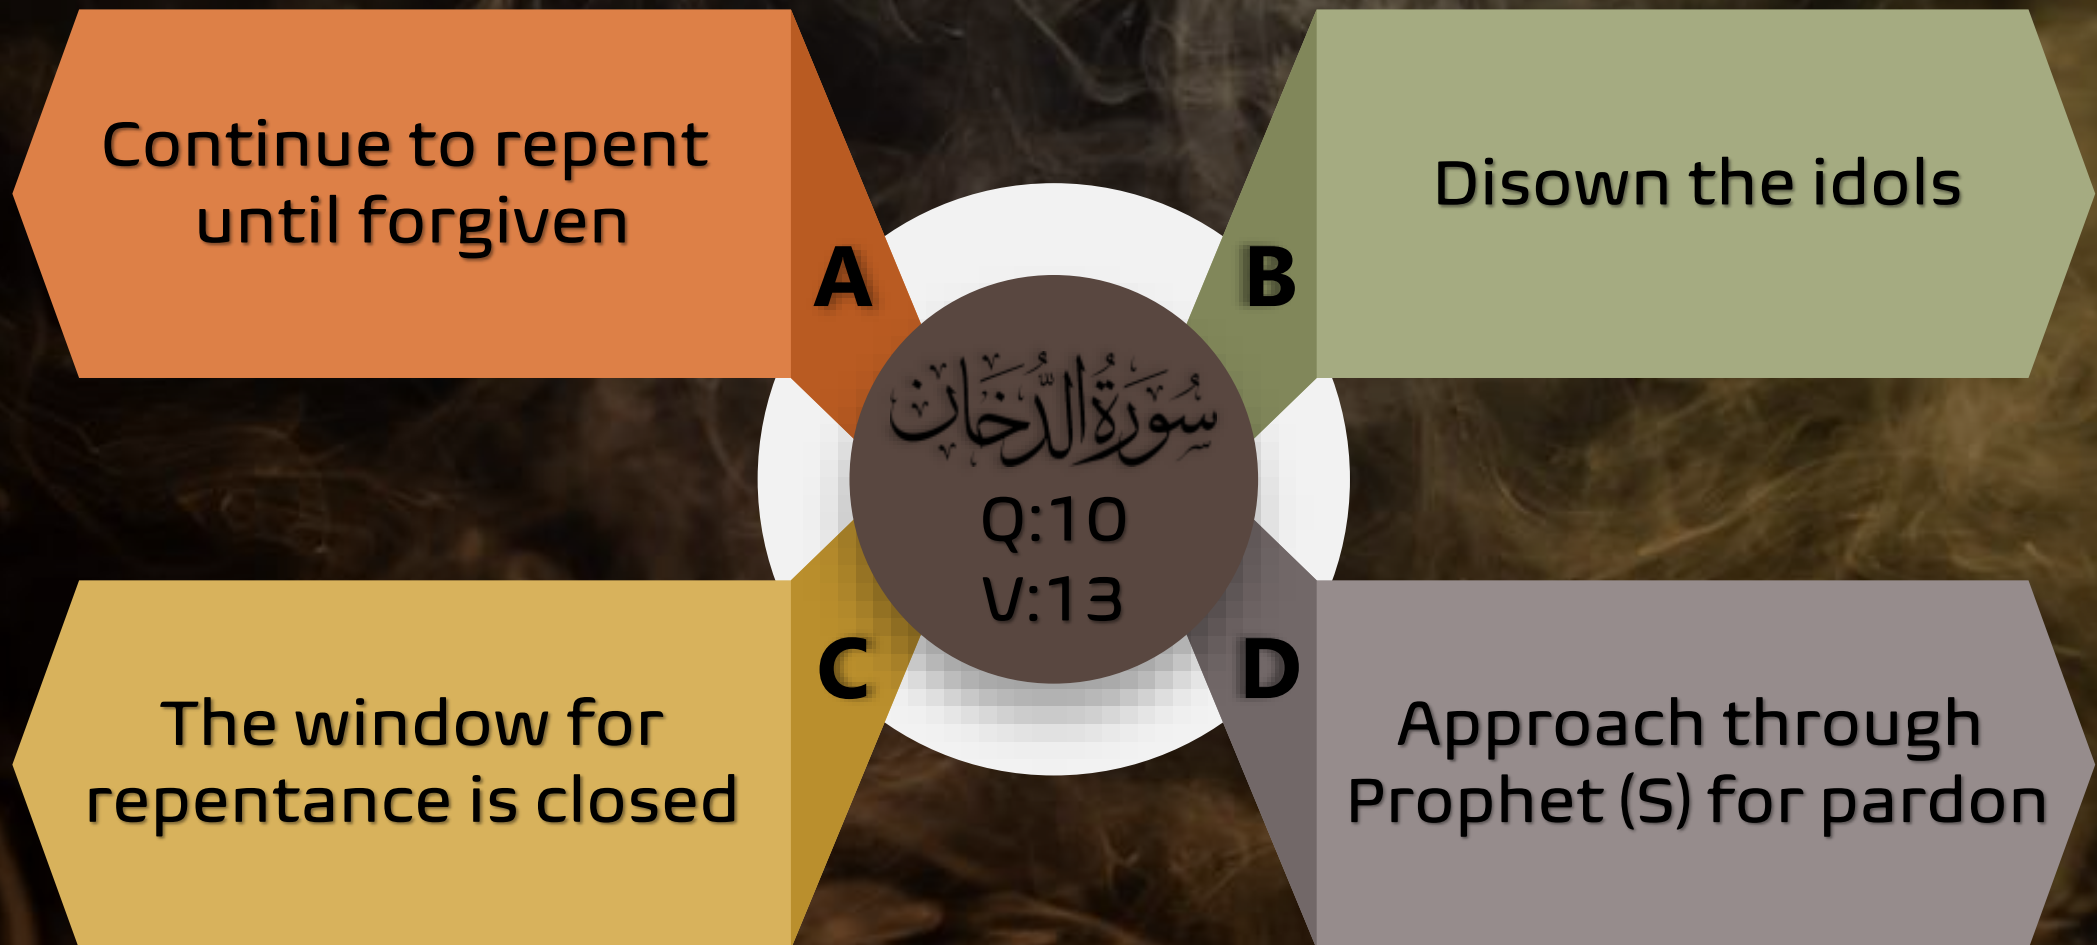 Continue to repent
until forgiven
A
B
Disown the idols
سُورَةُ الدُّخَان
Q:10
V:13
C
The window for
repentance is closed
D
Approach through
Prophet (S) for pardon